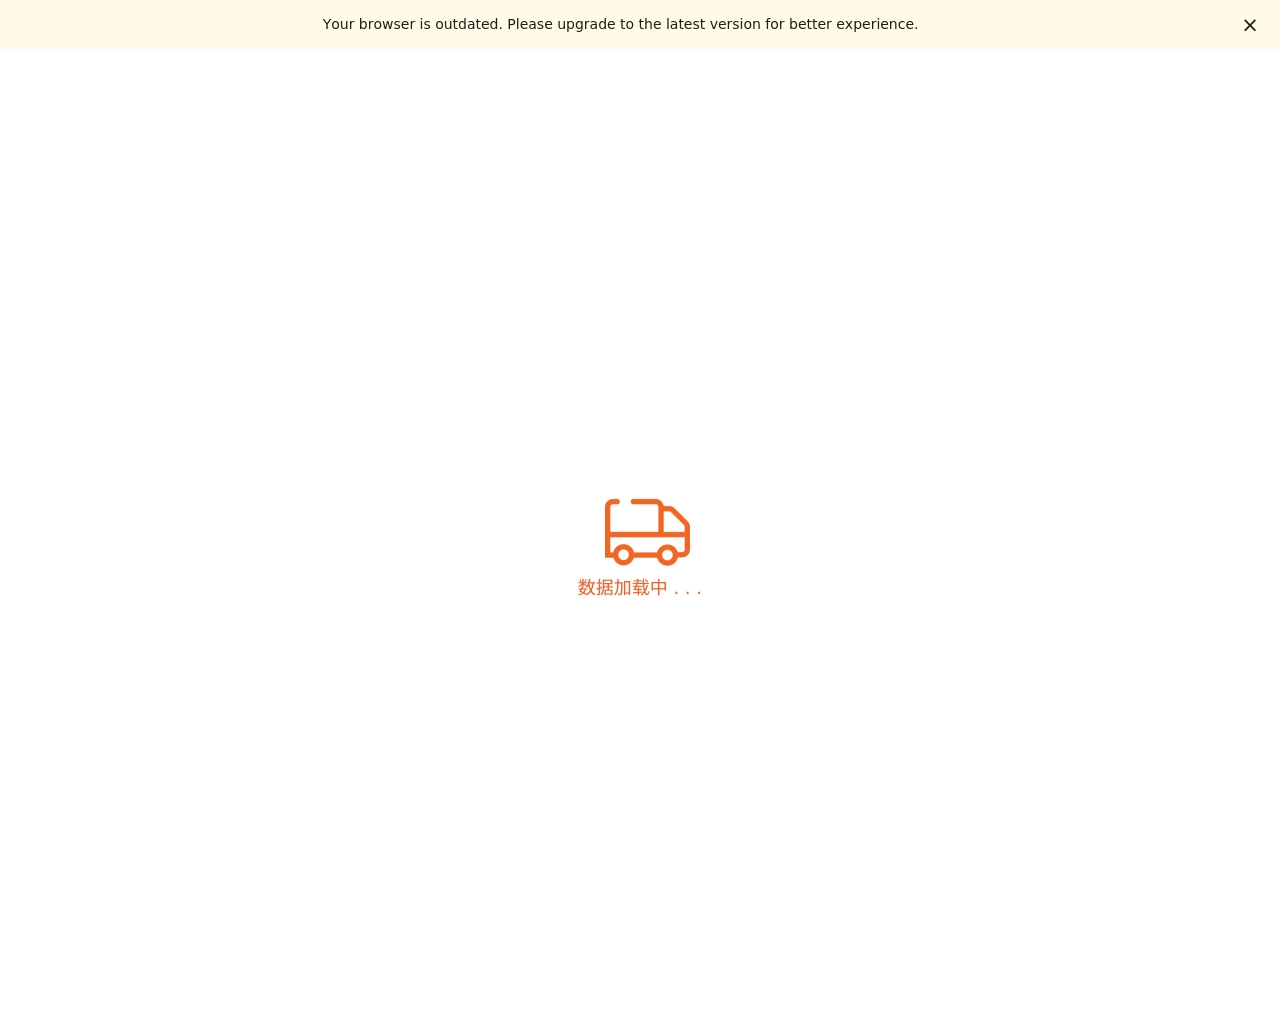 Your browser is outdated. Please upgrade to the latest version for better experience.
数据加载中 . . .